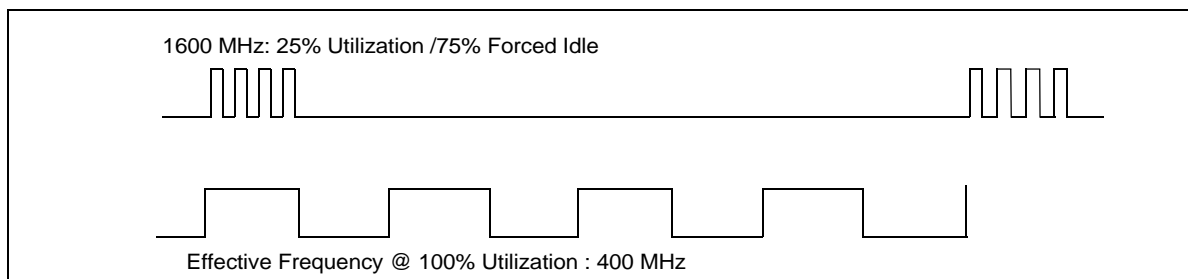 1600 MHz: 25% Utilization /75% Forced Idle
Effective Frequency @ 100% Utilization : 400 MHz